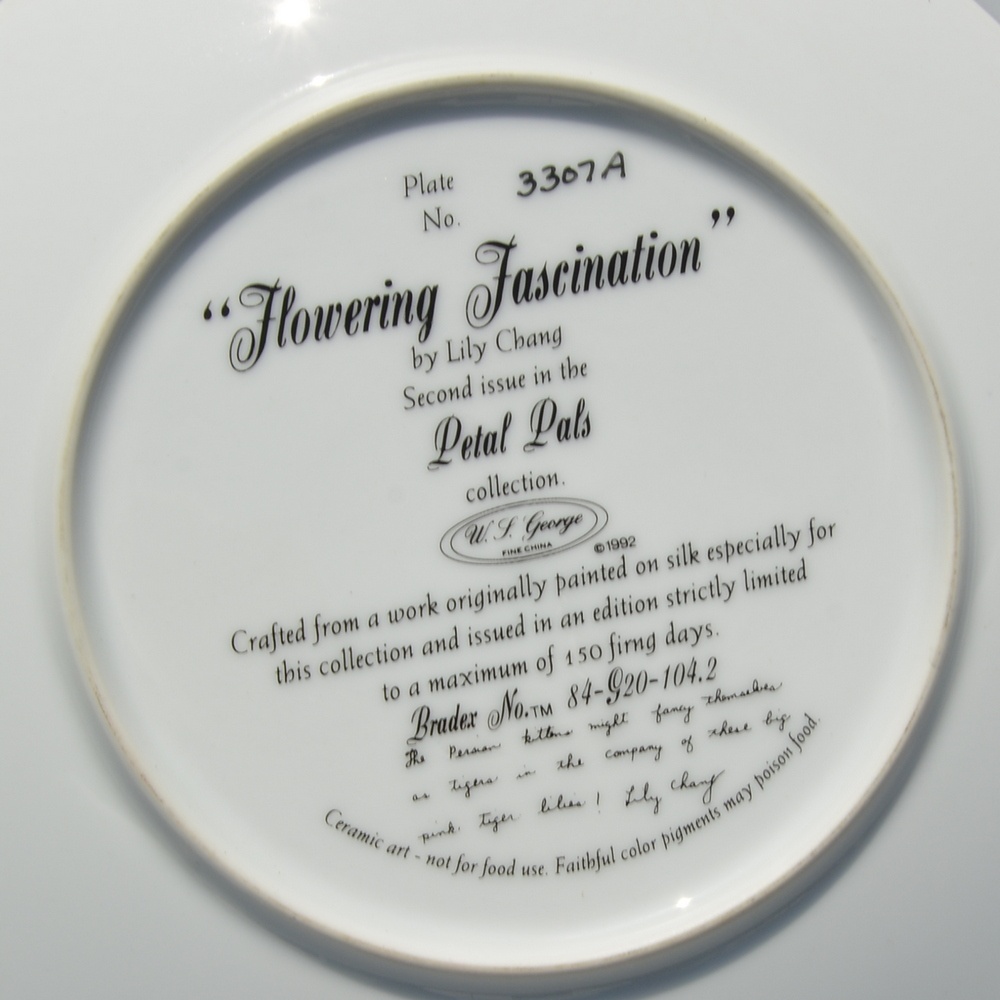 Plate 3307A
No.
“Flowering Fascination”
by Lily Chang
Second issue in the
Petal Pals
collection.
W. S. George
FINE CHINA
©1992
Crafted from a work originally painted on silk especially for
this collection and issued in an edition strictly limited
to a maximum of 150 firng days.
Bradex No.TM 84-G20-104.2
The Persian kittens might fancy themselves
as tigers in the company of these big
pink tiger lilies! Lily Chang
Ceramic art - not for food use. Faithful color pigments may poison food.